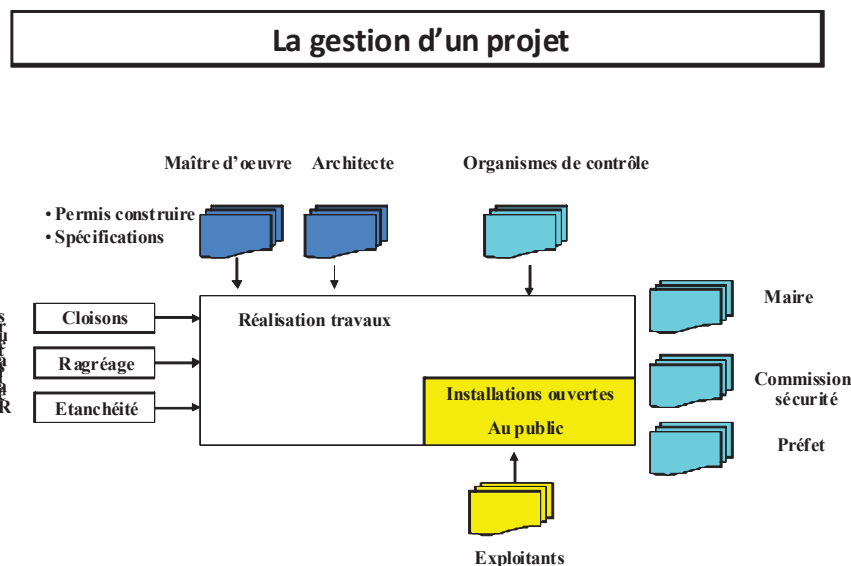 La gestion d'un projet
Maître d'oeuvre
Architecte
Organismes de contrôle
• Permis construire
• Spécifications
Maire
Cloisons
Réalisation travaux
Ragréage
Commission
sécurité
Installations ouvertes
Au public
Etanchéité
Préfet
Exploitants